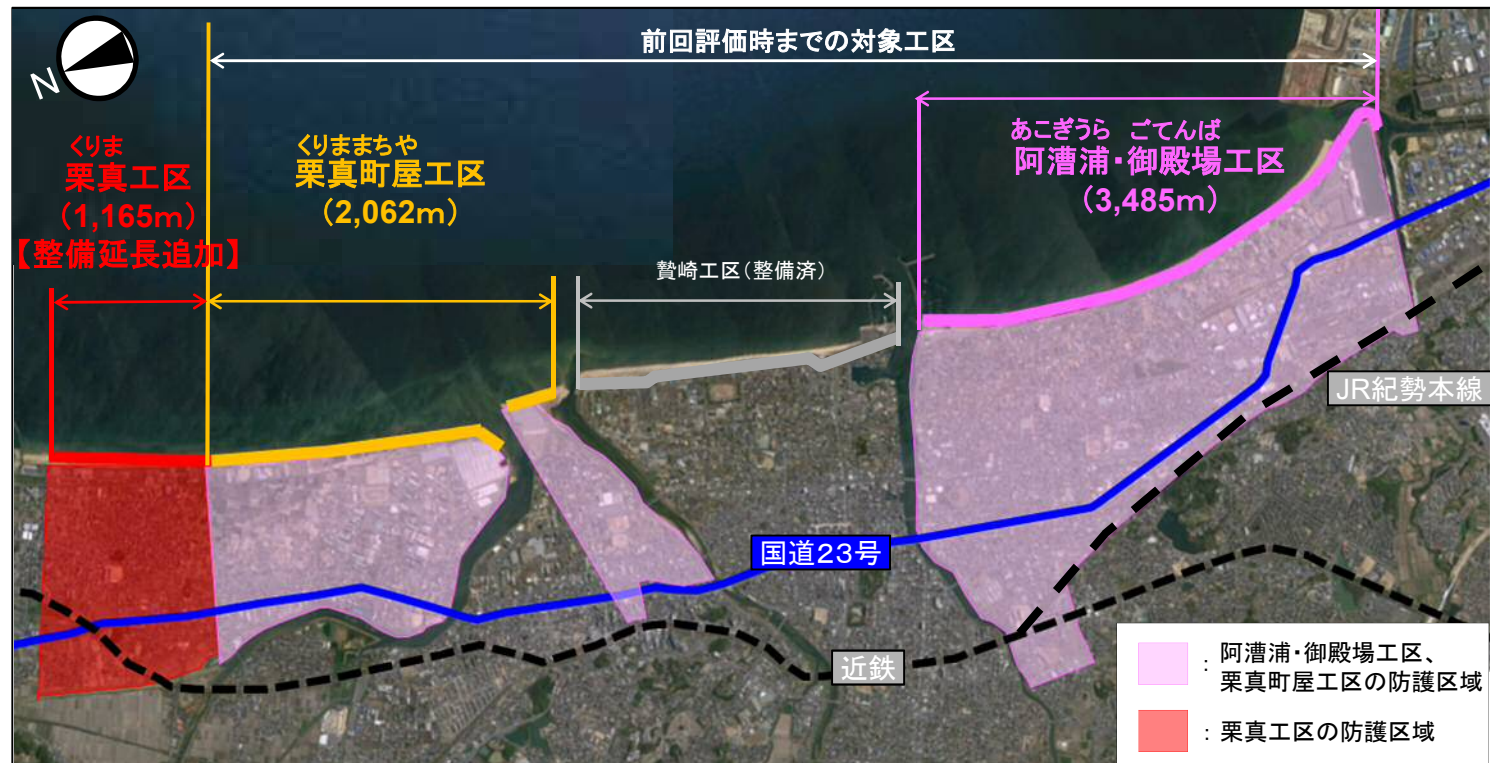 N
前回評価時までの対象工区
くりま
栗真工区
（1,165m）
【整備延長追加】
くりままちや
栗真町屋工区
（2,062m）
贄崎工区（整備済）
あこぎうら ごてんば
阿漕浦・御殿場工区
（3,485m）
JR紀勢本線
国道23号
近鉄
：阿漕浦・御殿場工区、
栗真町屋工区の防護区域
：栗真工区の防護区域